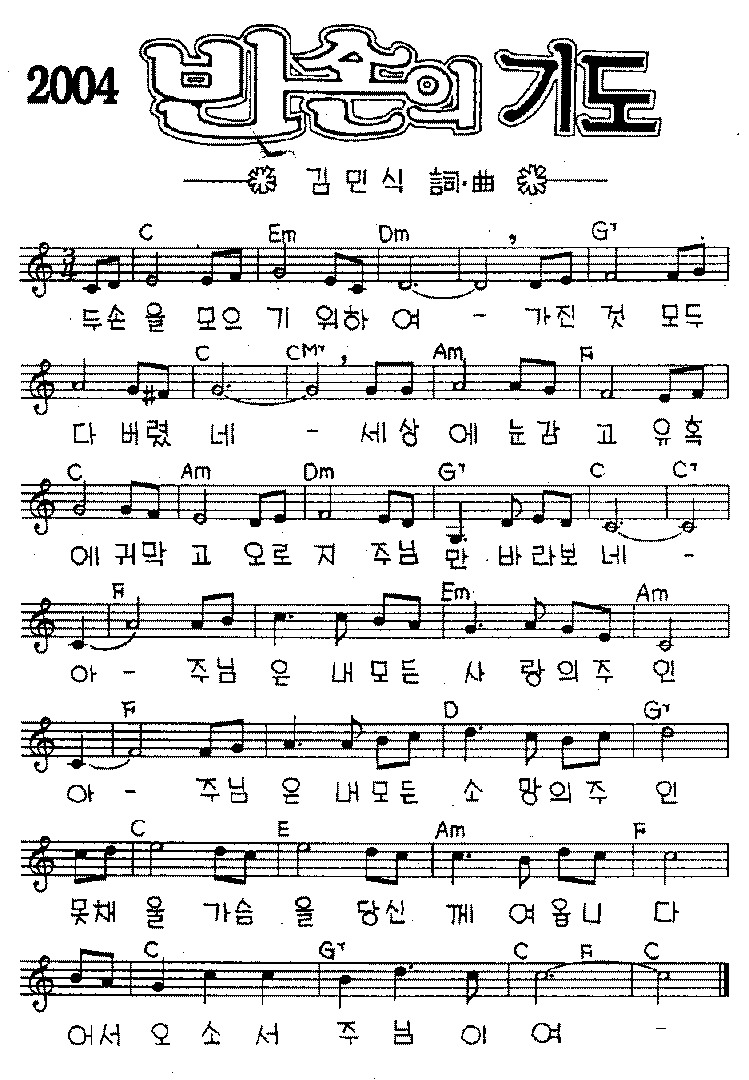 2004 반손의 기도
김민식 詞·曲
C Em Dm G7
두손 을 모으 기 위하 여 - 가진 것 모두
C CM7 Am F
다 버렸 네 - 세상 에 눈감 고 유혹
C Am Dm G7 C C7
에 귀막 고 오로 지 주님 만 바라보 네 -
F Em Am
아 - 주님 은 내 모든 사 랑의 주 인
F D G7
아 - 주님 은 내 모든 소 망의 주 인
C E Am F
못채 울 가슴 을 당신 께 여옵니 다
C G7 C F C
어서 오 소 서 주 님 이 여 -